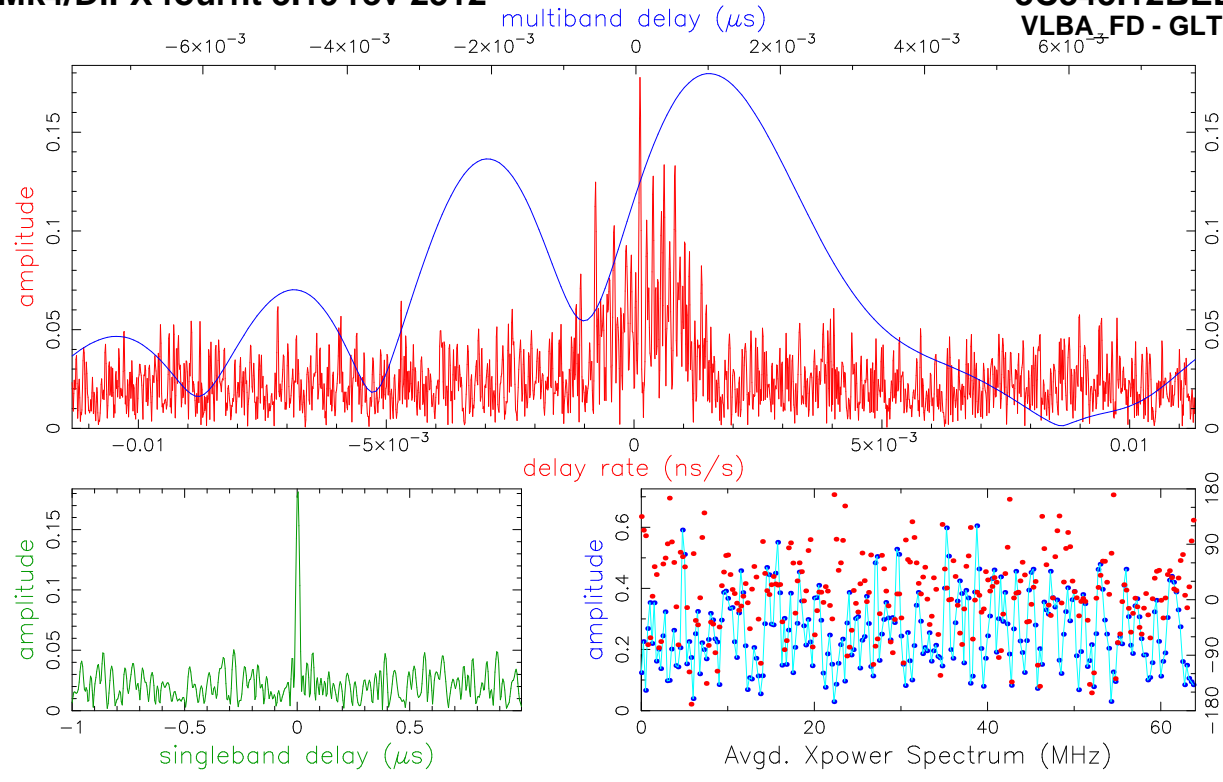 multiband delay (μs)
VLBA_FD - GLT
−6×10⁻³ −4×10⁻³ −2×10⁻³ 0 2×10⁻³ 4×10⁻³ 6×10⁻³
amplitude
0 0.05 0.1 0.15
0 0.05 0.1 0.15
−0.01 −5×10⁻³ 0 5×10⁻³ 0.01
delay rate (ns/s)
amplitude
0 0.05 0.1 0.15
−1 −0.5 0 0.5
singleband delay (μs)
amplitude
0 0.2 0.4 0.6
−180 −90 0 90 180
0 20 40 60
Avgd. Xpower Spectrum (MHz)